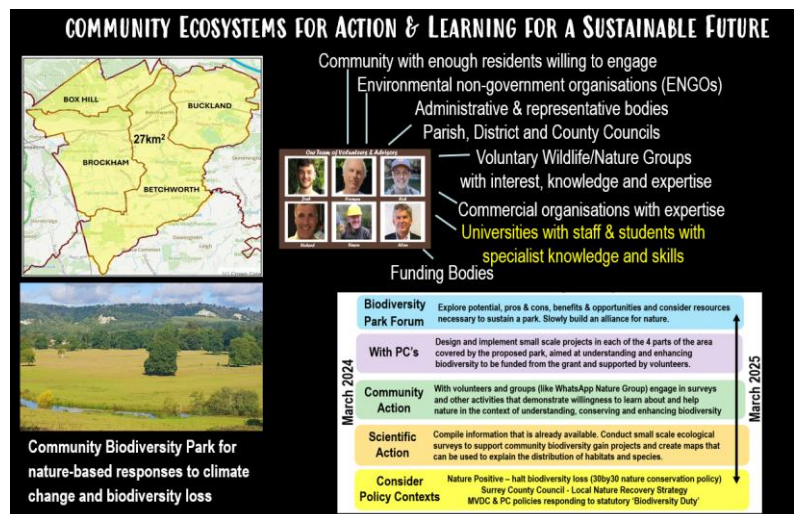 COMMUNITY ECOSYSTEMS FOR ACTION & LEARNING FOR A SUSTAINABLE FUTURE
BOX HILL
BUCKLAND
27km²
BROCKHAM
BETCHWORTH
Community with enough residents willing to engage
Environmental non-government organisations (ENGOs)
Administrative & representative bodies
Parish, District and County Councils
Voluntary Wildlife/Nature Groups
with interest, knowledge and expertise
Commercial organisations with expertise
Universities with staff & students with
specialist knowledge and skills
Funding Bodies
Our Team of Volunteers & Advisors
Community Biodiversity Park for
nature-based responses to climate
change and biodiversity loss
March 2024
March 2025
Biodiversity
Park Forum
Explore potential, pros & cons, benefits & opportunities and consider resources
necessary to sustain a park. Slowly build an alliance for nature.
With PC's
Design and implement small scale projects in each of the 4 parts of the area
covered by the proposed park, aimed at understanding and enhancing
biodiversity to be funded from the grant and supported by volunteers.
Community
Action
With volunteers and groups (like WhatsApp Nature Group) engage in surveys
and other activities that demonstrate willingness to learn about and help
nature in the context of understanding, conserving and enhancing biodiversity
Scientific
Action
Compile information that is already available. Conduct small scale ecological
surveys to support community biodiversity gain projects and create maps that
can be used to explain the distribution of habitats and species.
Consider
Policy Contexts
Nature Positive – halt biodiversity loss (30by30 nature conservation policy)
Surrey County Council - Local Nature Recovery Strategy
MVDC & PC policies responding to statutory 'Biodiversity Duty'